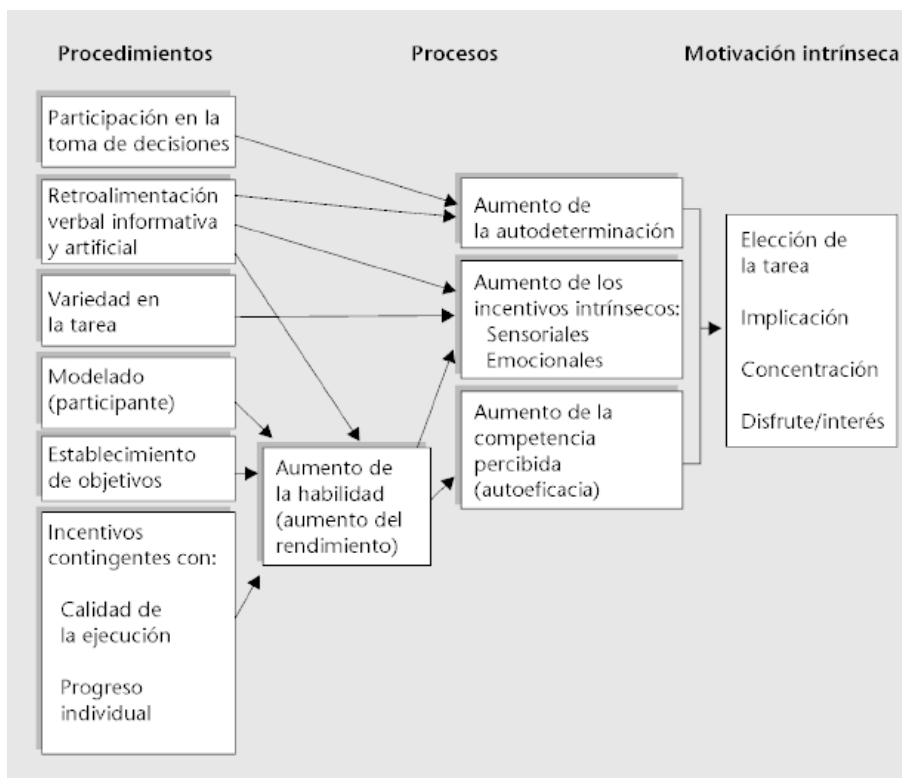 Procedimientos
Procesos
Motivación intrínseca
Participación en la
toma de decisiones
Retroalimentación
verbal informativa
y artificial
Variedad en
la tarea
Modelado
(participante)
Establecimiento
de objetivos
Incentivos
contingentes con:
Calidad de
la ejecución
Progreso
individual
Aumento de
la habilidad
(aumento del
rendimiento)
Aumento de
la autodeterminación
Aumento de los
incentivos intrínsecos:
Sensoriales
Emocionales
Aumento de la
competencia
percibida
(autoeficacia)
Elección de
la tarea
Implicación
Concentración
Disfrute/interés